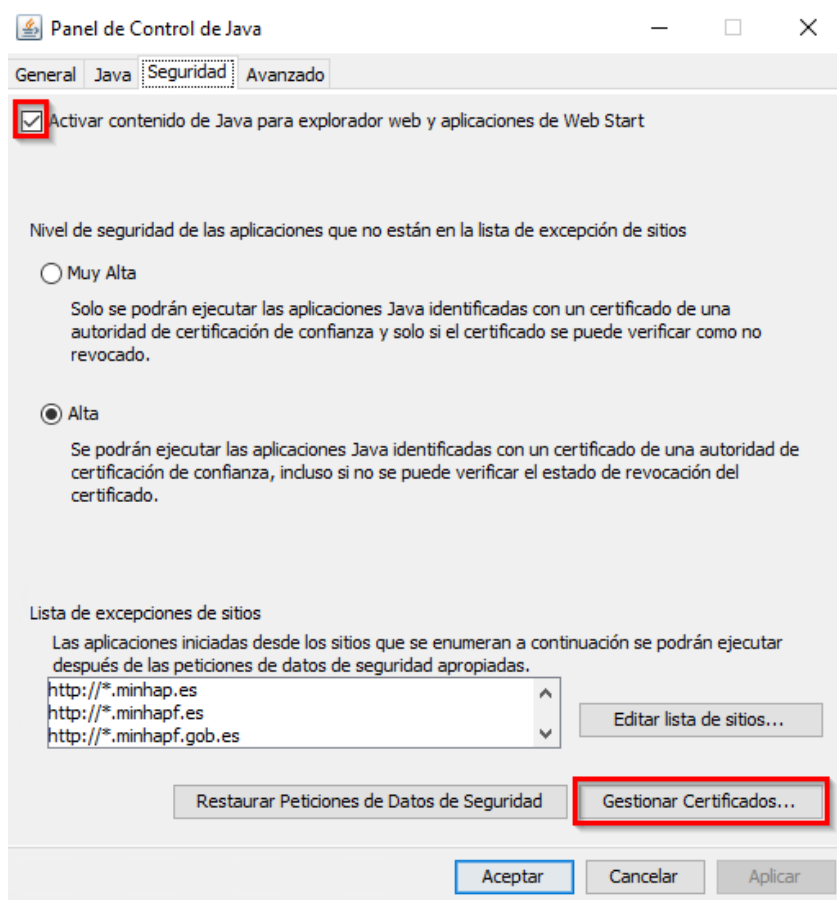 Panel de Control de Java
General Java Seguridad Avanzado
Activar contenido de Java para explorador web y aplicaciones de Web Start
Nivel de seguridad de las aplicaciones que no están en la lista de excepción de sitios
Muy Alta
Solo se podrán ejecutar las aplicaciones Java identificadas con un certificado de una
autoridad de certificación de confianza y solo si el certificado se puede verificar como no
revocado.
Alta
Se podrán ejecutar las aplicaciones Java identificadas con un certificado de una autoridad de
certificación de confianza, incluso si no se puede verificar el estado de revocación del
certificado.
Lista de excepciones de sitios
Las aplicaciones iniciadas desde los sitios que se enumeran a continuación se podrán ejecutar
después de las peticiones de datos de seguridad apropiadas.
http://*.minhap.es
http://*.minhapf.es
http://*.minhapf.gob.es
Editar lista de sitios...
Restaurar Peticiones de Datos de Seguridad
Gestionar Certificados...
Aceptar
Cancelar
Aplicar